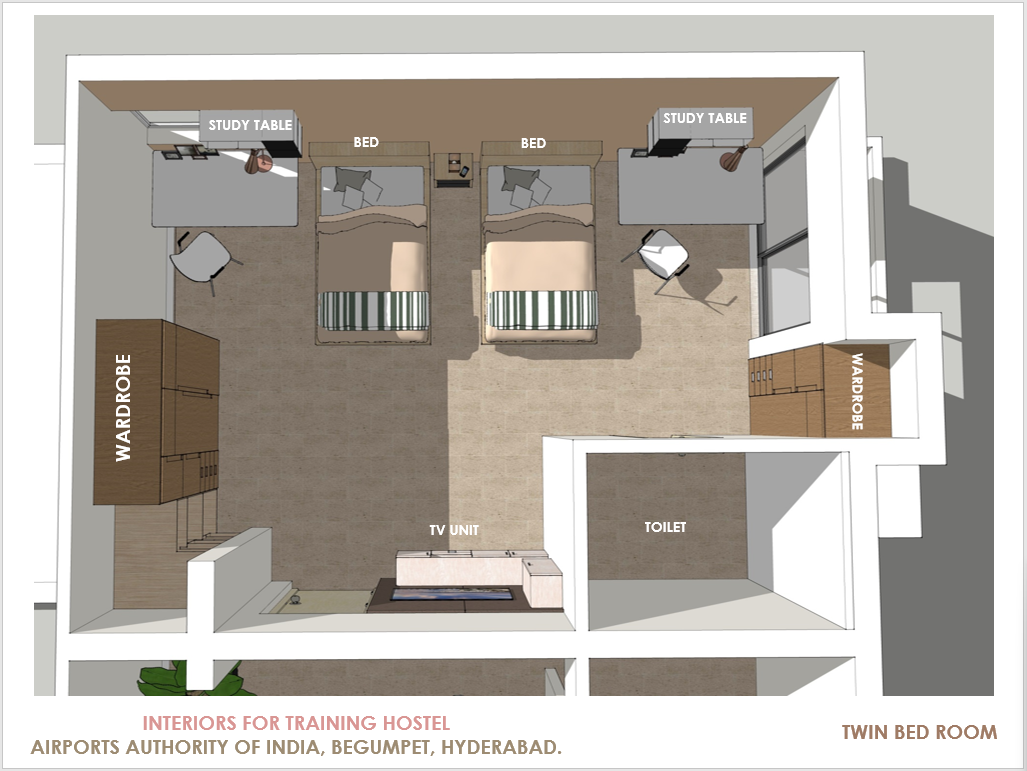 STUDY TABLE
BED
BED
STUDY TABLE
WARDROBE
WARDROBE
TV UNIT
TOILET
INTERIORS FOR TRAINING HOSTEL
AIRPORTS AUTHORITY OF INDIA, BEGUMPET, HYDERABAD.
TWIN BED ROOM